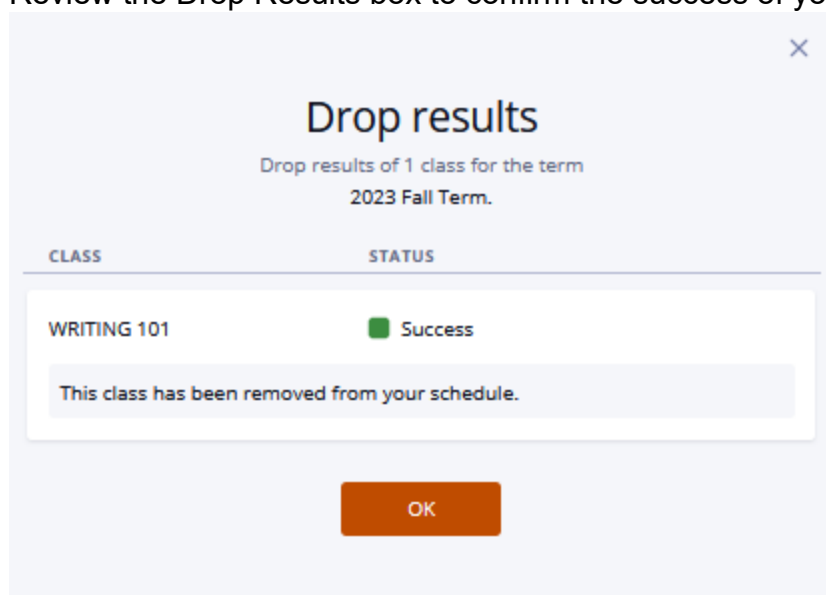 Review the Drop Results box to confirm the success of yo
Drop results
Drop results of 1 class for the term
2023 Fall Term.
CLASS STATUS
WRITING 101 Success
This class has been removed from your schedule.
OK